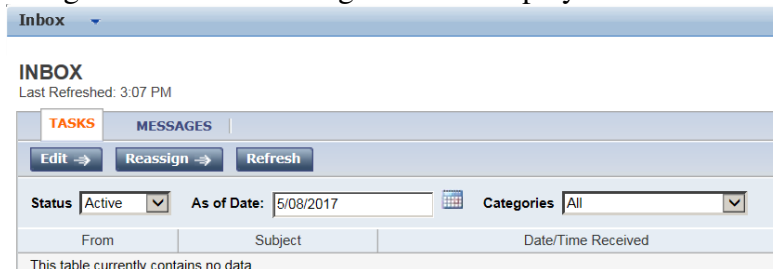 Inbox
INBOX
Last Refreshed: 3:07 PM
TASKS MESSAGES
Edit Reassign Refresh
Status Active As of Date: 5/08/2017 Categories All
From Subject Date/Time Received
This table currently contains no data